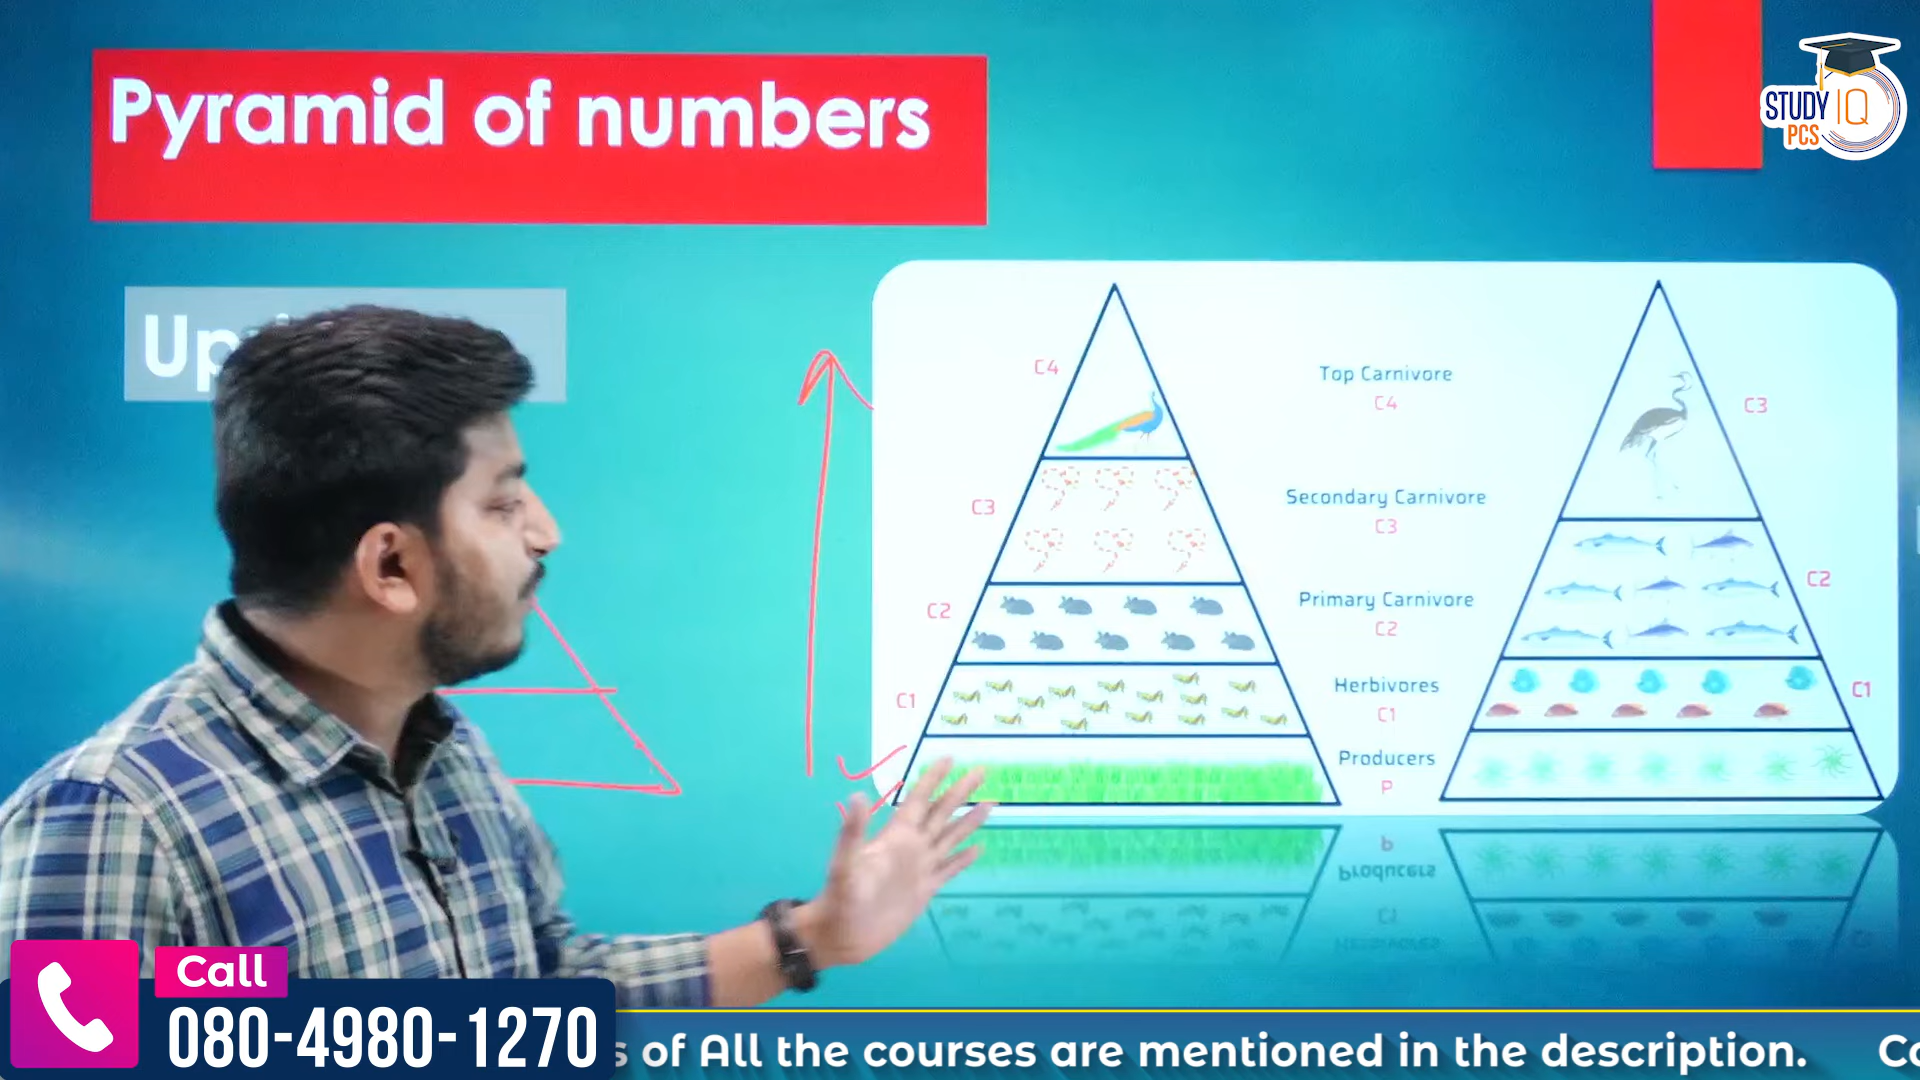 Pyramid of numbers
STUDY IQ
PCS
C4
Top Carnivore
C4
C3
C3
Secondary Carnivore
C3
C2
C2
Primary Carnivore
C2
C1
Herbivores
C1
C1
Producers
P
Call
080-4980-1270
of All the courses are mentioned in the description.